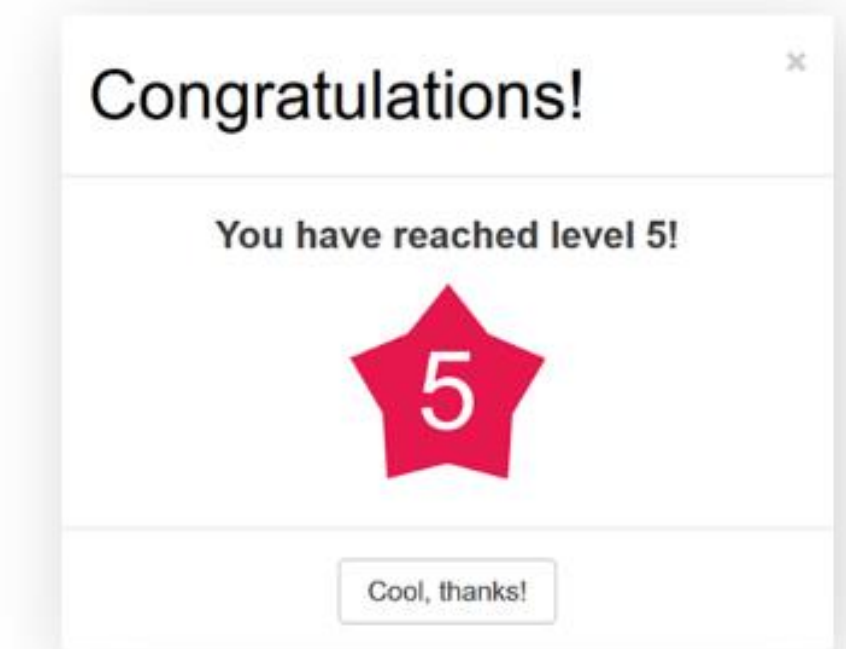 Congratulations!
×
You have reached level 5!
5
Cool, thanks!